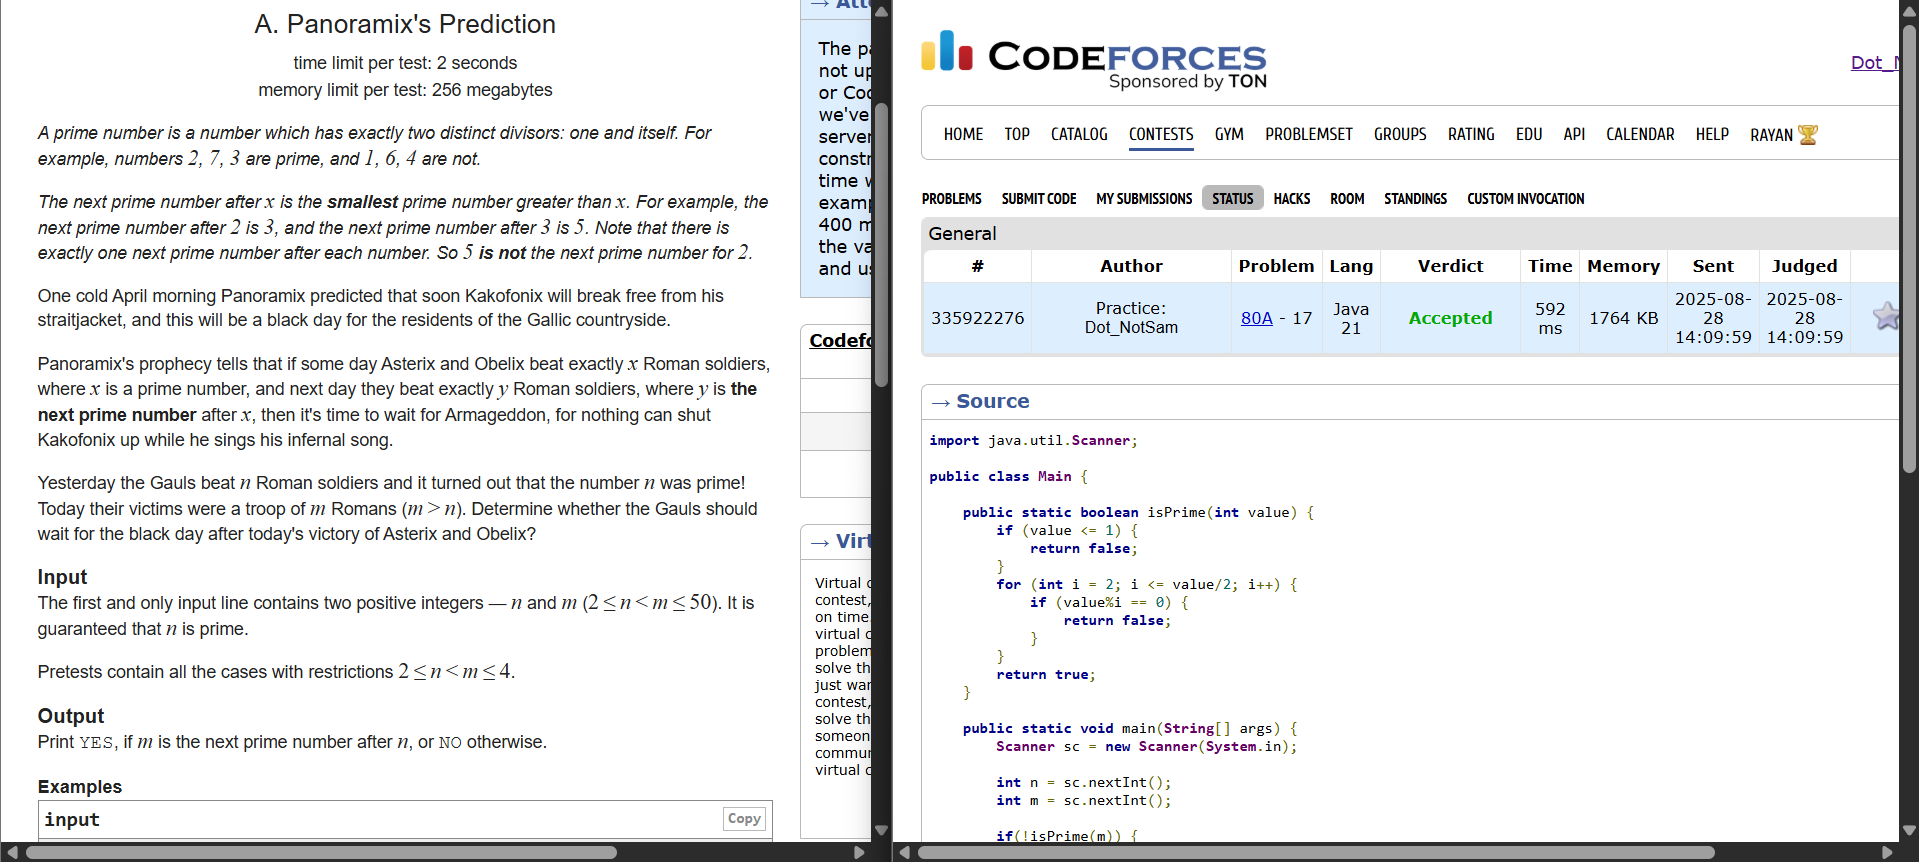 A. Panoramix's Prediction
time limit per test: 2 seconds
memory limit per test: 256 megabytes
A prime number is a number which has exactly two distinct divisors: one and itself. For
example, numbers 2, 7, 3 are prime, and 1, 6, 4 are not.
The next prime number after x is the smallest prime number greater than x. For example, the
next prime number after 2 is 3, and the next prime number after 3 is 5. Note that there is
exactly one next prime number after each number. So 5 is not the next prime number for 2.
One cold April morning Panoramix predicted that soon Kakofonix will break free from his
straitjacket, and this will be a black day for the residents of the Gallic countryside.
Panoramix's prophecy tells that if some day Asterix and Obelix beat exactly x Roman soldiers,
where x is a prime number, and next day they beat exactly y Roman soldiers, where y is the
next prime number after x, then it's time to wait for Armageddon, for nothing can shut
Kakofonix up while he sings his infernal song.
Yesterday the Gauls beat n Roman soldiers and it turned out that the number n was prime!
Today their victims were a troop of m Romans (m > n). Determine whether the Gauls should
wait for the black day after today's victory of Asterix and Obelix?
Input
The first and only input line contains two positive integers — n and m (2 ≤ n < m ≤ 50). It is
guaranteed that n is prime.
Pretests contain all the cases with restrictions 2 ≤ n < m ≤ 4.
Output
Print YES, if m is the next prime number after n, or NO otherwise.
Examples
input
Copy
→
The
not
or
we've
time
400 m
the
and
→
Virtual
contest,
on time.
virtual
problem
solve
just
contest,
solve
virtual
CODEFORCES
Sponsored by TON
HOME TOP CATALOG CONTESTS GYM PROBLEMSET GROUPS RATING EDU API CALENDAR HELP RAYAN
PROBLEMS SUBMIT CODE MY SUBMISSIONS STATUS HACKS ROOM STANDINGS CUSTOM INVOCATION
General
# Author Problem Lang Verdict Time Memory Sent Judged
335922276 Practice: Dot_NotSam 80A - 17 Java 21 Accepted 592 ms 1764 KB 2025-08-28 14:09:59 2025-08-28 14:09:59
→ Source
import java.util.Scanner;
public class Main {
public static boolean isPrime(int value) {
if (value <= 1) {
return false;
}
for (int i = 2; i <= value/2; i++) {
if (value%i == 0) {
return false;
}
}
return true;
}
public static void main(String[] args) {
Scanner sc = new Scanner(System.in);
int n = sc.nextInt();
int m = sc.nextInt();
if(!isPrime(m)) {